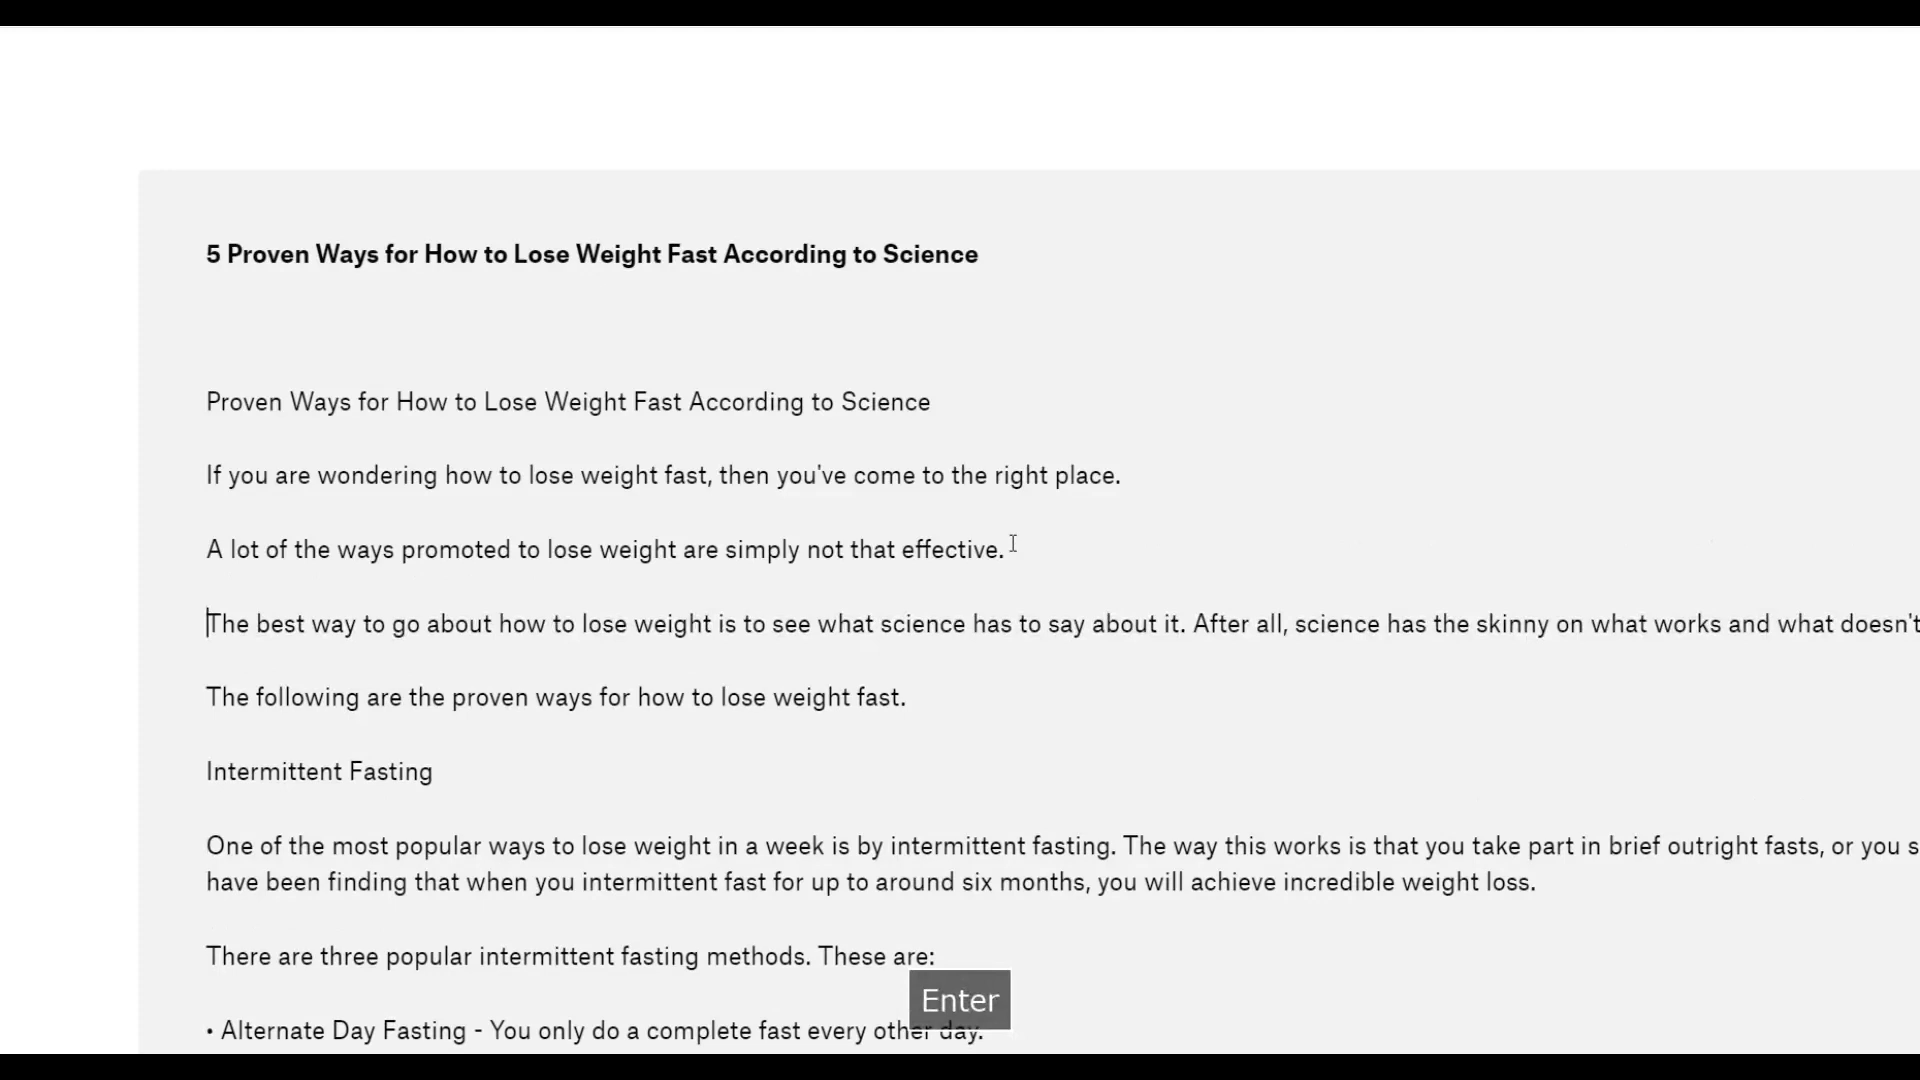 5 Proven Ways for How to Lose Weight Fast According to Science
Proven Ways for How to Lose Weight Fast According to Science
If you are wondering how to lose weight fast, then you've come to the right place.
A lot of the ways promoted to lose weight are simply not that effective.
The best way to go about how to lose weight is to see what science has to say about it. After all, science has the skinny on what works and what doesn't
The following are the proven ways for how to lose weight fast.
Intermittent Fasting
One of the most popular ways to lose weight in a week is by intermittent fasting. The way this works is that you take part in brief outright fasts, or you s
have been finding that when you intermittent fast for up to around six months, you will achieve incredible weight loss.
There are three popular intermittent fasting methods. These are:
Enter
• Alternate Day Fasting - You only do a complete fast every other day.